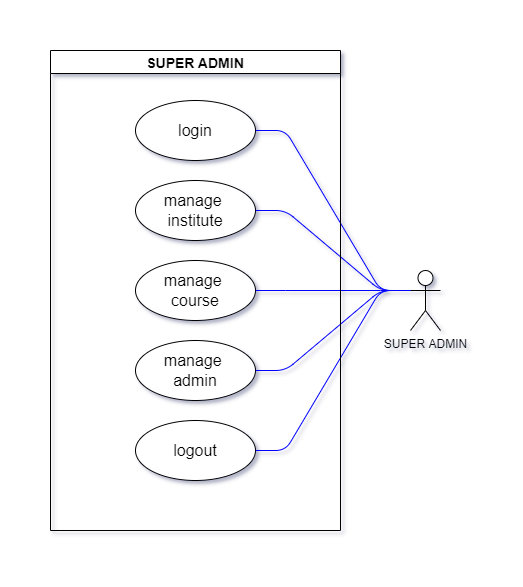 SUPER ADMIN
login
manage
institute
manage
course
SUPER ADMIN
manage
admin
logout